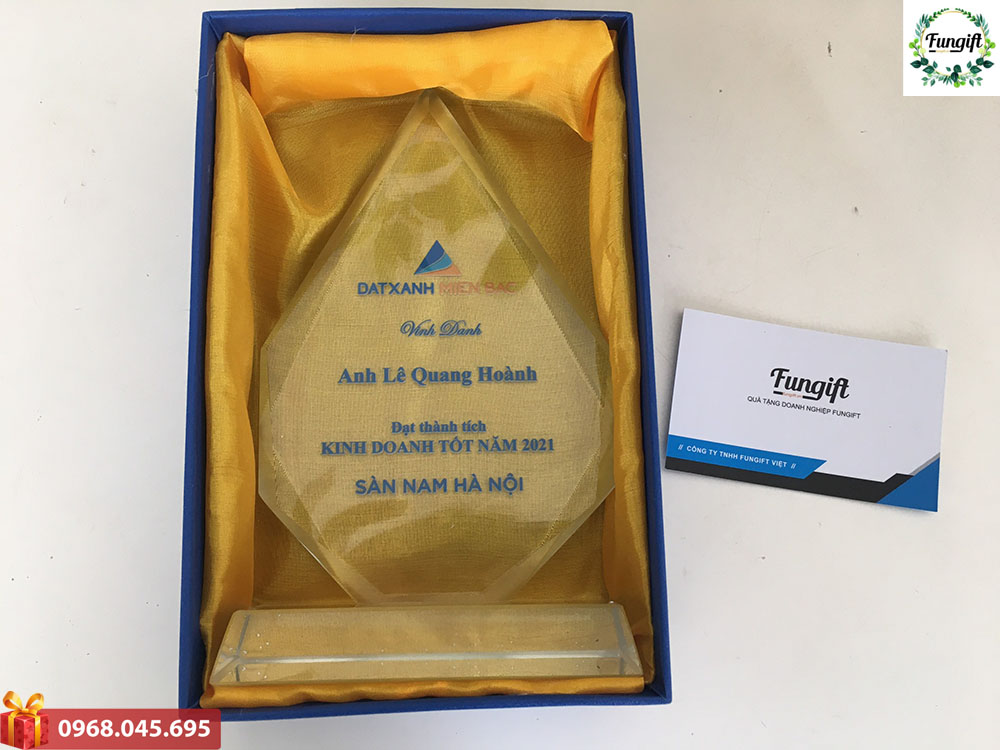 Fungift
DATXANH MIEN BAC
Vinh Danh
Anh Lê Quang Hoành
Đạt thành tích
KINH DOANH TỐT NĂM 2021
SÀN NAM HÀ NỘI
Fungift
QUÀ TẶNG DOANH NGHIỆP FUNGIFT
// CÔNG TY TNHH FUNGIFT VIỆT //
0968.045.695